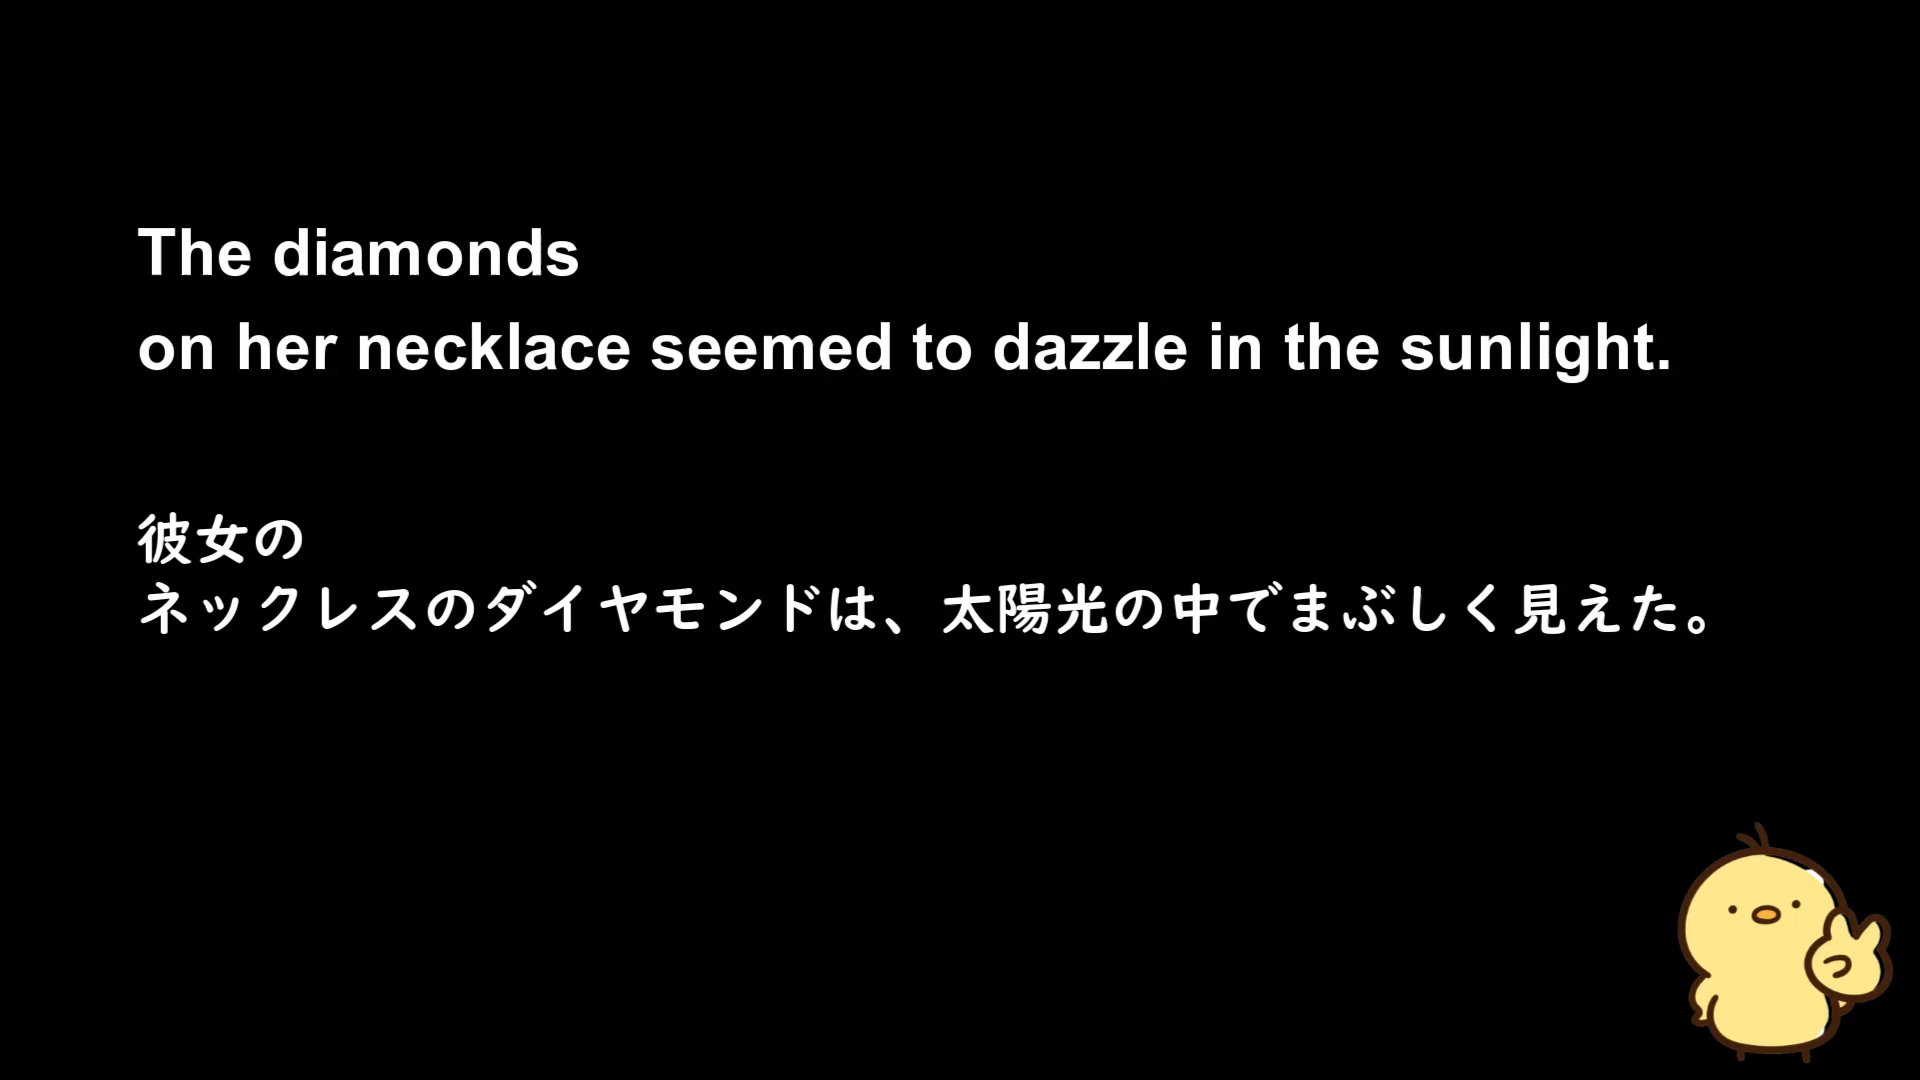 The diamonds
on her necklace seemed to dazzle in the sunlight.
彼女の
ネックレスのダイヤモンドは、太陽光の中でまぶしく見えた。